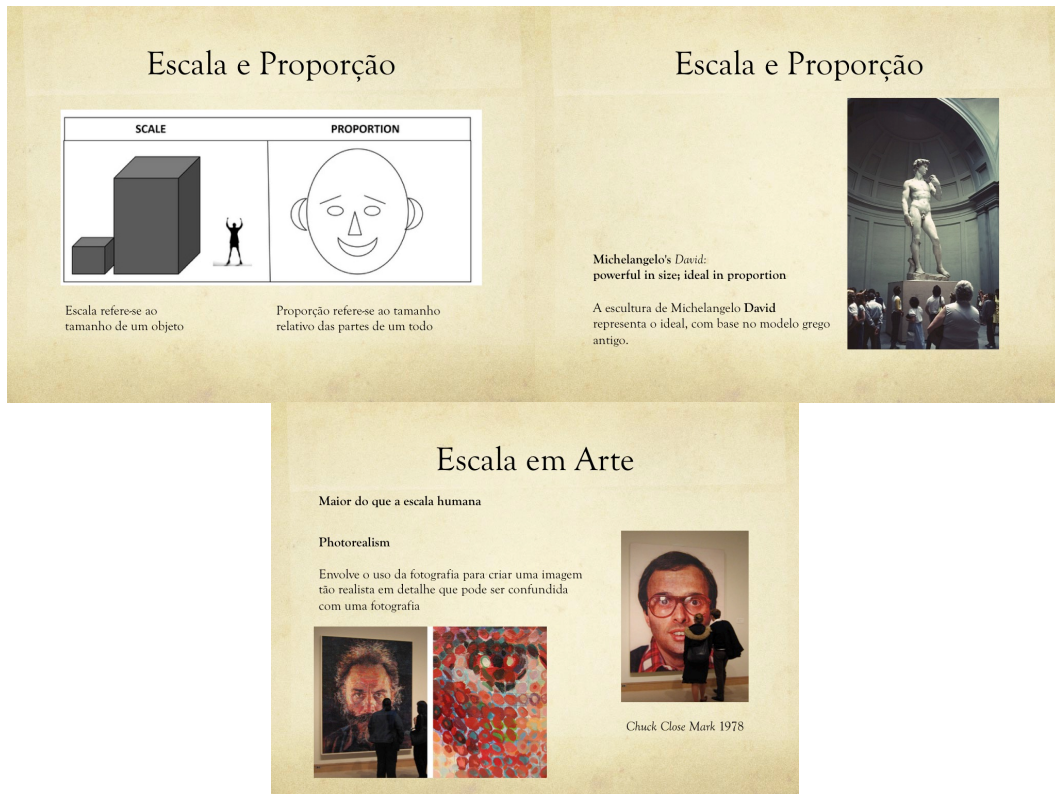 Escala e Proporção
SCALE
PROPORTION
Escala refere-se ao
tamanho de um objeto
Proporção refere-se ao tamanho
relativo das partes de um todo
Escala e Proporção
Michelangelo's David:
powerful in size; ideal in proportion
A escultura de Michelangelo David
representa o ideal, com base no modelo grego
antigo.
Escala em Arte
Maior do que a escala humana
Photorealism
Envolve o uso da fotografia para criar uma imagem
tão realista em detalhe que pode ser confundida
com uma fotografia
Chuck Close Mark 1978